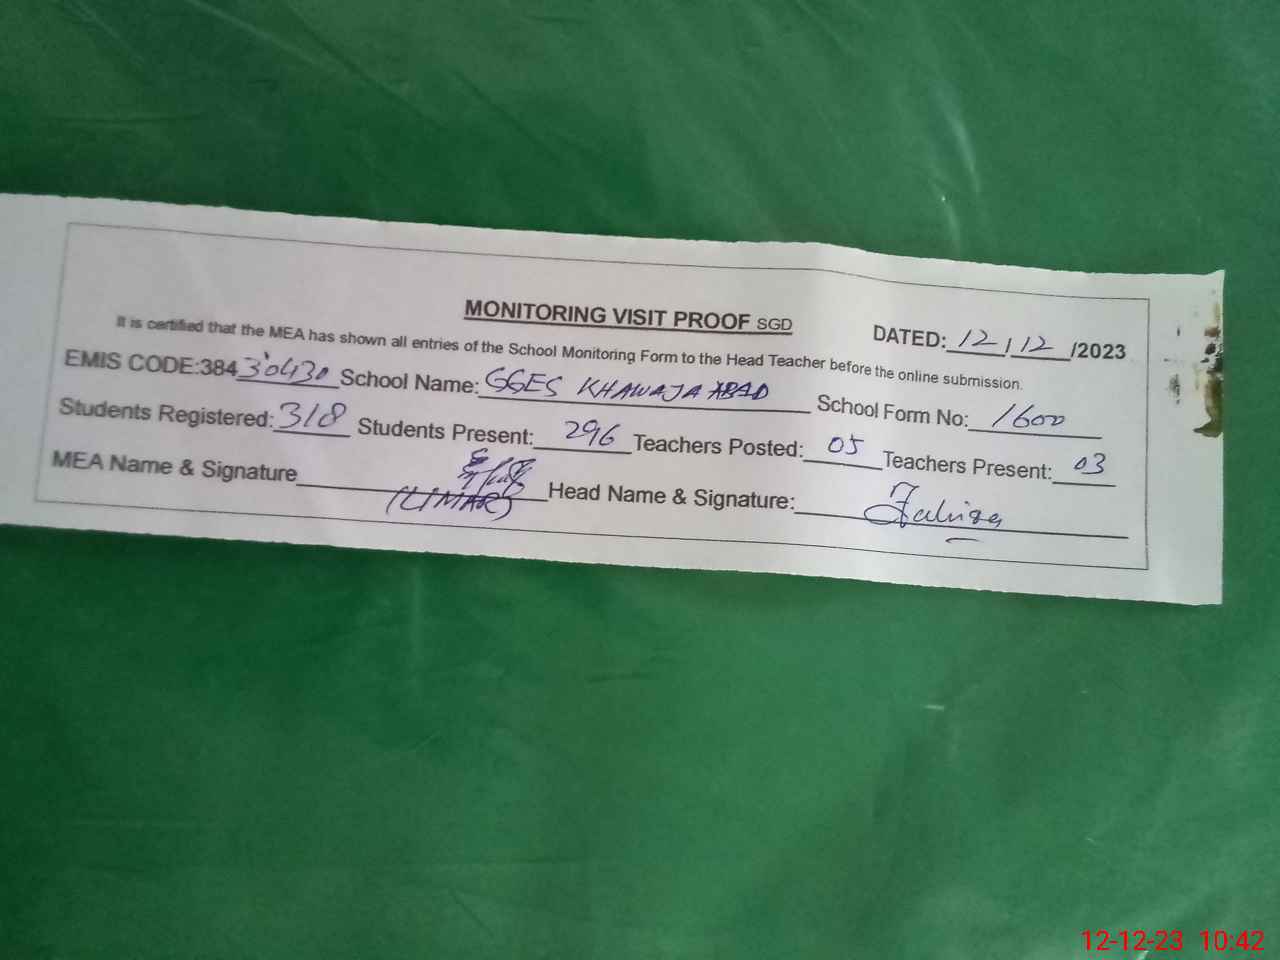 MONITORING VISIT PROOF SGD
DATED: 12 / 12 /2023
It is certified that the MEA has shown all entries of the School Monitoring Form to the Head Teacher before the online submission.
EMIS CODE:384 30430 School Name: GGES KHAWAJA ABAD School Form No: 1600
Students Registered: 318 Students Present: 296 Teachers Posted: 05 Teachers Present: 03
MEA Name & Signature (UMAR) Head Name & Signature:
12-12-23 10:42